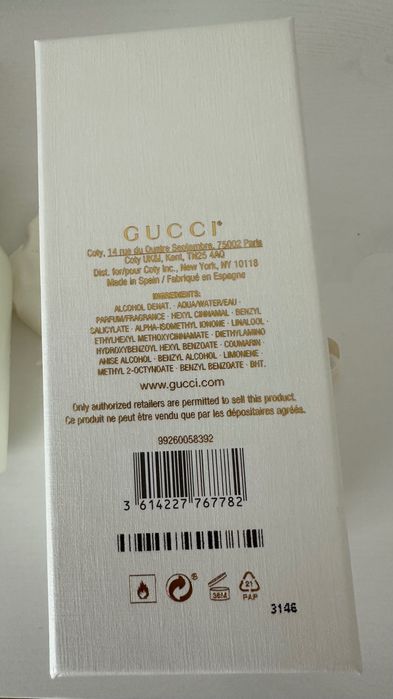 GUCCI®
Coty, 14 rue du Quatre Septembre, 75002 Paris
Coty UK&I, Kent, TN25 4AQ
Dist. for/pour Coty Inc., New York, NY 10118
Made in Spain / Fabriqué en Espagne
INGREDIENTS:
ALCOHOL DENAT. · AQUA/WATER/EAU ·
PARFUM/FRAGRANCE · HEXYL CINNAMAL · BENZYL
SALICYLATE · ALPHA-ISOMETHYL IONONE · LINALOOL ·
ETHYLHEXYL METHOXYCINNAMATE · DIETHYLAMINO
HYDROXYBENZOYL HEXYL BENZOATE · COUMARIN ·
ANISE ALCOHOL · BENZYL ALCOHOL · LIMONENE ·
METHYL 2-OCTYNOATE · BENZYL BENZOATE · BHT.
www.gucci.com
Only authorized retailers are permitted to sell this product.
Ce produit ne peut être vendu que par les dépositaires agréés.
99260058392
3 614227 767782
36M
21
PAP
3146